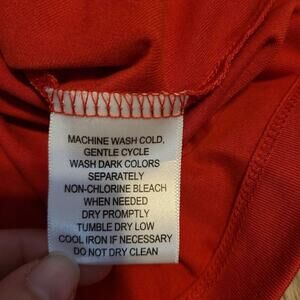 MACHINE WASH COLD,
GENTLE CYCLE
WASH DARK COLORS
SEPARATELY
NON-CHLORINE BLEACH
WHEN NEEDED
DRY PROMPTLY
TUMBLE DRY LOW
COOL IRON IF NECESSARY
DO NOT DRY CLEAN